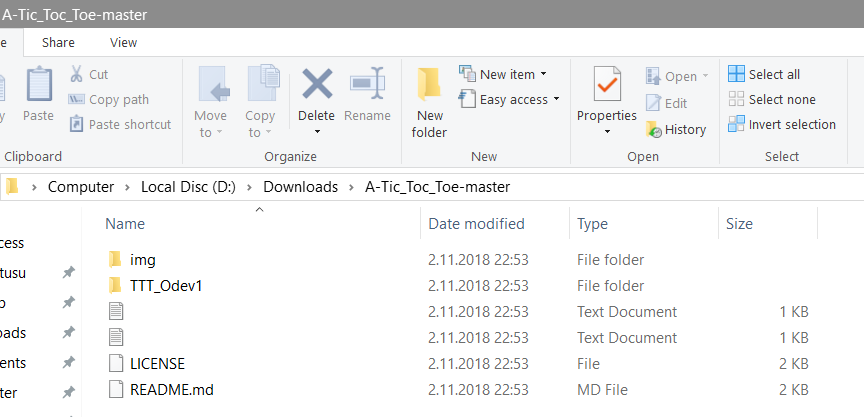 A-Tic_Toc_Toe-master
e Share View
y Paste Cut
Copy path
Paste shortcut
Move to Copy to Delete Rename
New folder
New item
Easy access
Properties
Open
Edit
History
Select all
Select none
Invert selection
Clipboard Organize New Open Select
Computer > Local Disc (D:) > Downloads > A-Tic_Toc_Toe-master
Name Date modified Type Size
cess
tusu
p
oads
ents
ter
img 2.11.2018 22:53 File folder
TTT_Odev1 2.11.2018 22:53 File folder
2.11.2018 22:53 Text Document 1 KB
2.11.2018 22:53 Text Document 1 KB
LICENSE 2.11.2018 22:53 File 2 KB
README.md 2.11.2018 22:53 MD File 2 KB